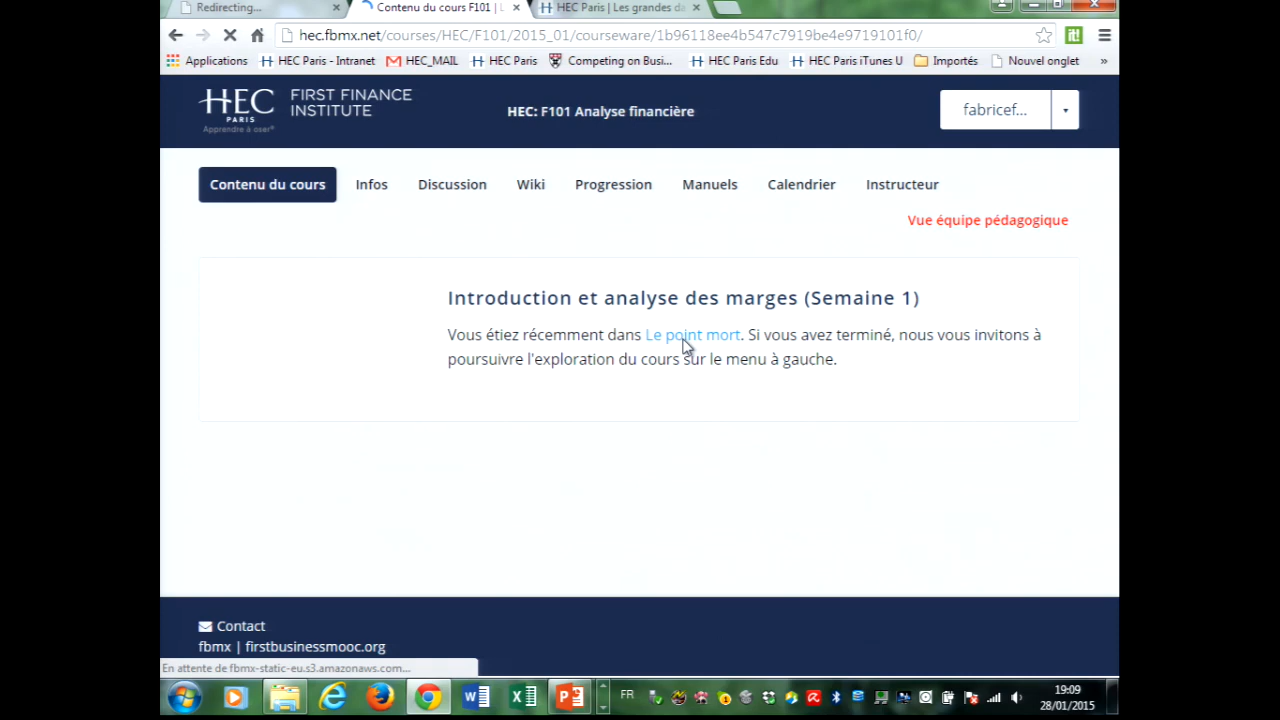 Redirecting...
Contenu du cours F101 | L
HEC Paris | Les grandes da
hec.fbmx.net/courses/HEC/F101/2015_01/courseware/1b96118ee4b547c7919be4e9719101f0/
it!
Applications
HEC Paris - Intranet
HEC_MAIL
HEC Paris
Competing on Busi...
HEC Paris Edu
HEC Paris iTunes U
Importés
Nouvel onglet
»
HEC
PARIS
Apprendre à oser®
FIRST FINANCE
INSTITUTE
HEC: F101 Analyse financière
fabricef...
Contenu du cours
Infos
Discussion
Wiki
Progression
Manuels
Calendrier
Instructeur
Vue équipe pédagogique
Introduction et analyse des marges (Semaine 1)
Vous étiez récemment dans Le point mort. Si vous avez terminé, nous vous invitons à
poursuivre l'exploration du cours sur le menu à gauche.
Contact
fbmx | firstbusinessmooc.org
En attente de fbmx-static-eu.s3.amazonaws.com...
FR
19:09
28/01/2015